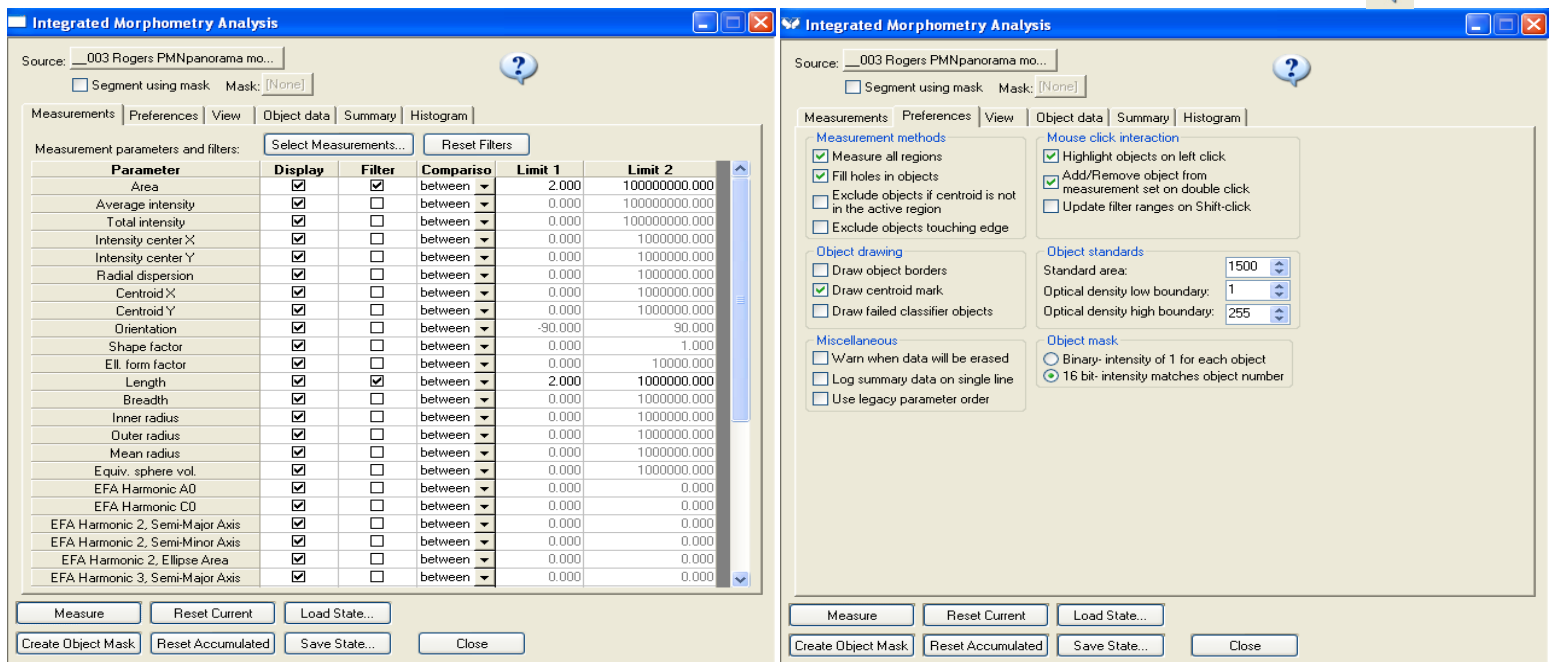 Integrated Morphometry Analysis
Source: __003 Rogers PMNpanorama mo...
Segment using mask Mask: [None]
Measurements Preferences View Object data Summary Histogram
Measurement parameters and filters: Select Measurements... Reset Filters
Parameter Display Filter Compariso Limit 1 Limit 2
Area between 2.000 100000000.000
Average intensity between 0.000 100000000.000
Total intensity between 0.000 100000000.000
Intensity center X between 0.000 1000000.000
Intensity center Y between 0.000 1000000.000
Radial dispersion between 0.000 1000000.000
Centroid X between 0.000 1000000.000
Centroid Y between 0.000 1000000.000
Orientation between -90.000 90.000
Shape factor between 0.000 1.000
Ell. form factor between 0.000 10000.000
Length between 2.000 1000000.000
Breadth between 0.000 1000000.000
Inner radius between 0.000 1000000.000
Outer radius between 0.000 1000000.000
Mean radius between 0.000 1000000.000
Equiv. sphere vol. between 0.000 1000000.000
EFA Harmonic A0 between 0.000 0.000
EFA Harmonic C0 between 0.000 0.000
EFA Harmonic 2, Semi-Major Axis between 0.000 0.000
EFA Harmonic 2, Semi-Minor Axis between 0.000 0.000
EFA Harmonic 2, Ellipse Area between 0.000 0.000
EFA Harmonic 3, Semi-Major Axis between 0.000 0.000
Measure Reset Current Load State...
Create Object Mask Reset Accumulated Save State... Close
Integrated Morphometry Analysis
Source: __003 Rogers PMNpanorama mo...
Segment using mask Mask: [None]
Measurements Preferences View Object data Summary Histogram
Measurement methods
Measure all regions
Fill holes in objects
Exclude objects if centroid is not
in the active region
Exclude objects touching edge
Mouse click interaction
Highlight objects on left click
Add/Remove object from
measurement set on double click
Update filter ranges on Shift-click
Object drawing
Draw object borders
Draw centroid mark
Draw failed classifier objects
Object standards
Standard area: 1500
Optical density low boundary: 1
Optical density high boundary: 255
Miscellaneous
Warn when data will be erased
Log summary data on single line
Use legacy parameter order
Object mask
Binary- intensity of 1 for each object
16 bit- intensity matches object number
Measure Reset Current Load State...
Create Object Mask Reset Accumulated Save State... Close